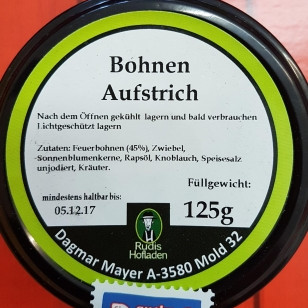 Bohnen
Aufstrich
Nach dem Öffnen gekühlt lagern und bald verbrauchen
Lichtgeschützt lagern
Zutaten: Feuerbohnen (45%), Zwiebel,
Sonnenblumenkerne, Rapsöl, Knoblauch, Speisesalz
unjodiert, Kräuter.
Füllgewicht:
mindestens haltbar bis:
05.12.17
125g
Rudis
Hofladen
Dagmar Mayer A-3580 Mold 32